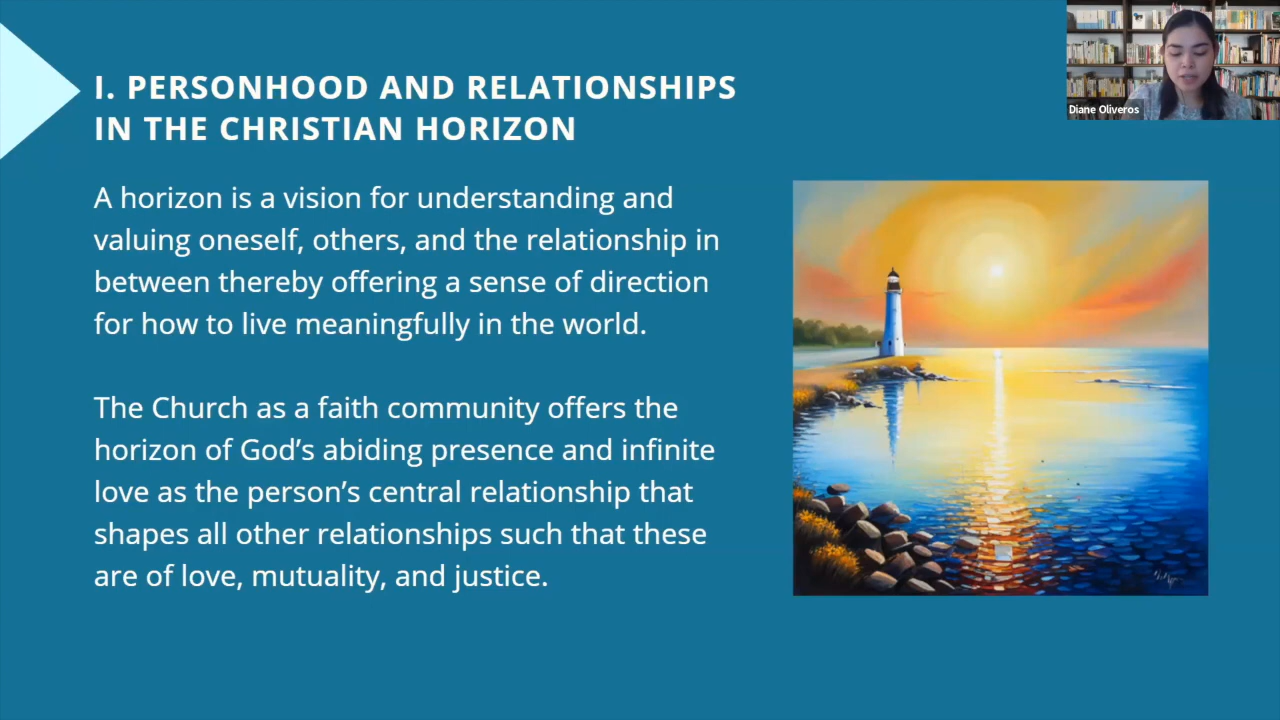 I. PERSONHOOD AND RELATIONSHIPS
IN THE CHRISTIAN HORIZON
Diane Oliveros
A horizon is a vision for understanding and
valuing oneself, others, and the relationship in
between thereby offering a sense of direction
for how to live meaningfully in the world.
The Church as a faith community offers the
horizon of God’s abiding presence and infinite
love as the person’s central relationship that
shapes all other relationships such that these
are of love, mutuality, and justice.